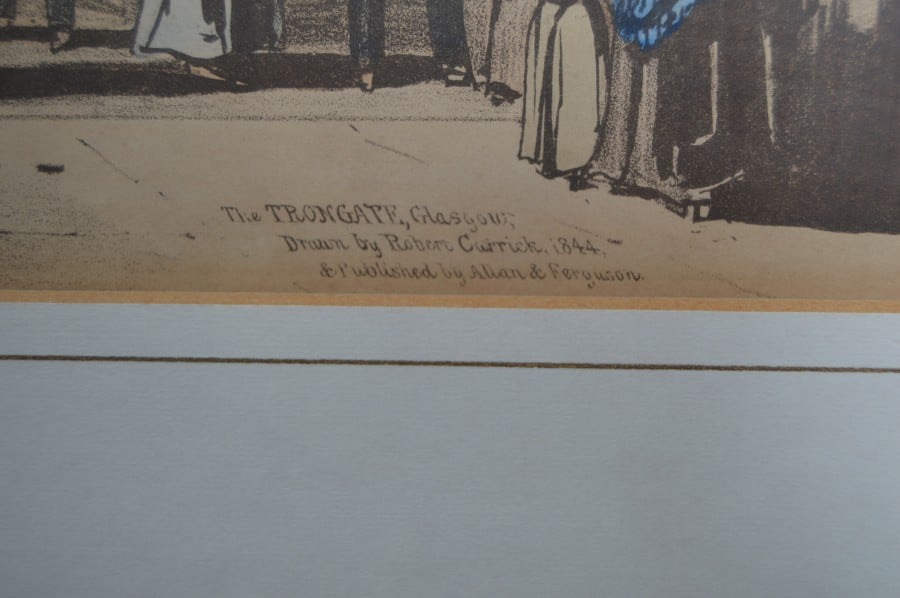 The TRONGATE, Glasgow,
Drawn by Robert Carrick, 1844,
& Published by Allan & Ferguson.